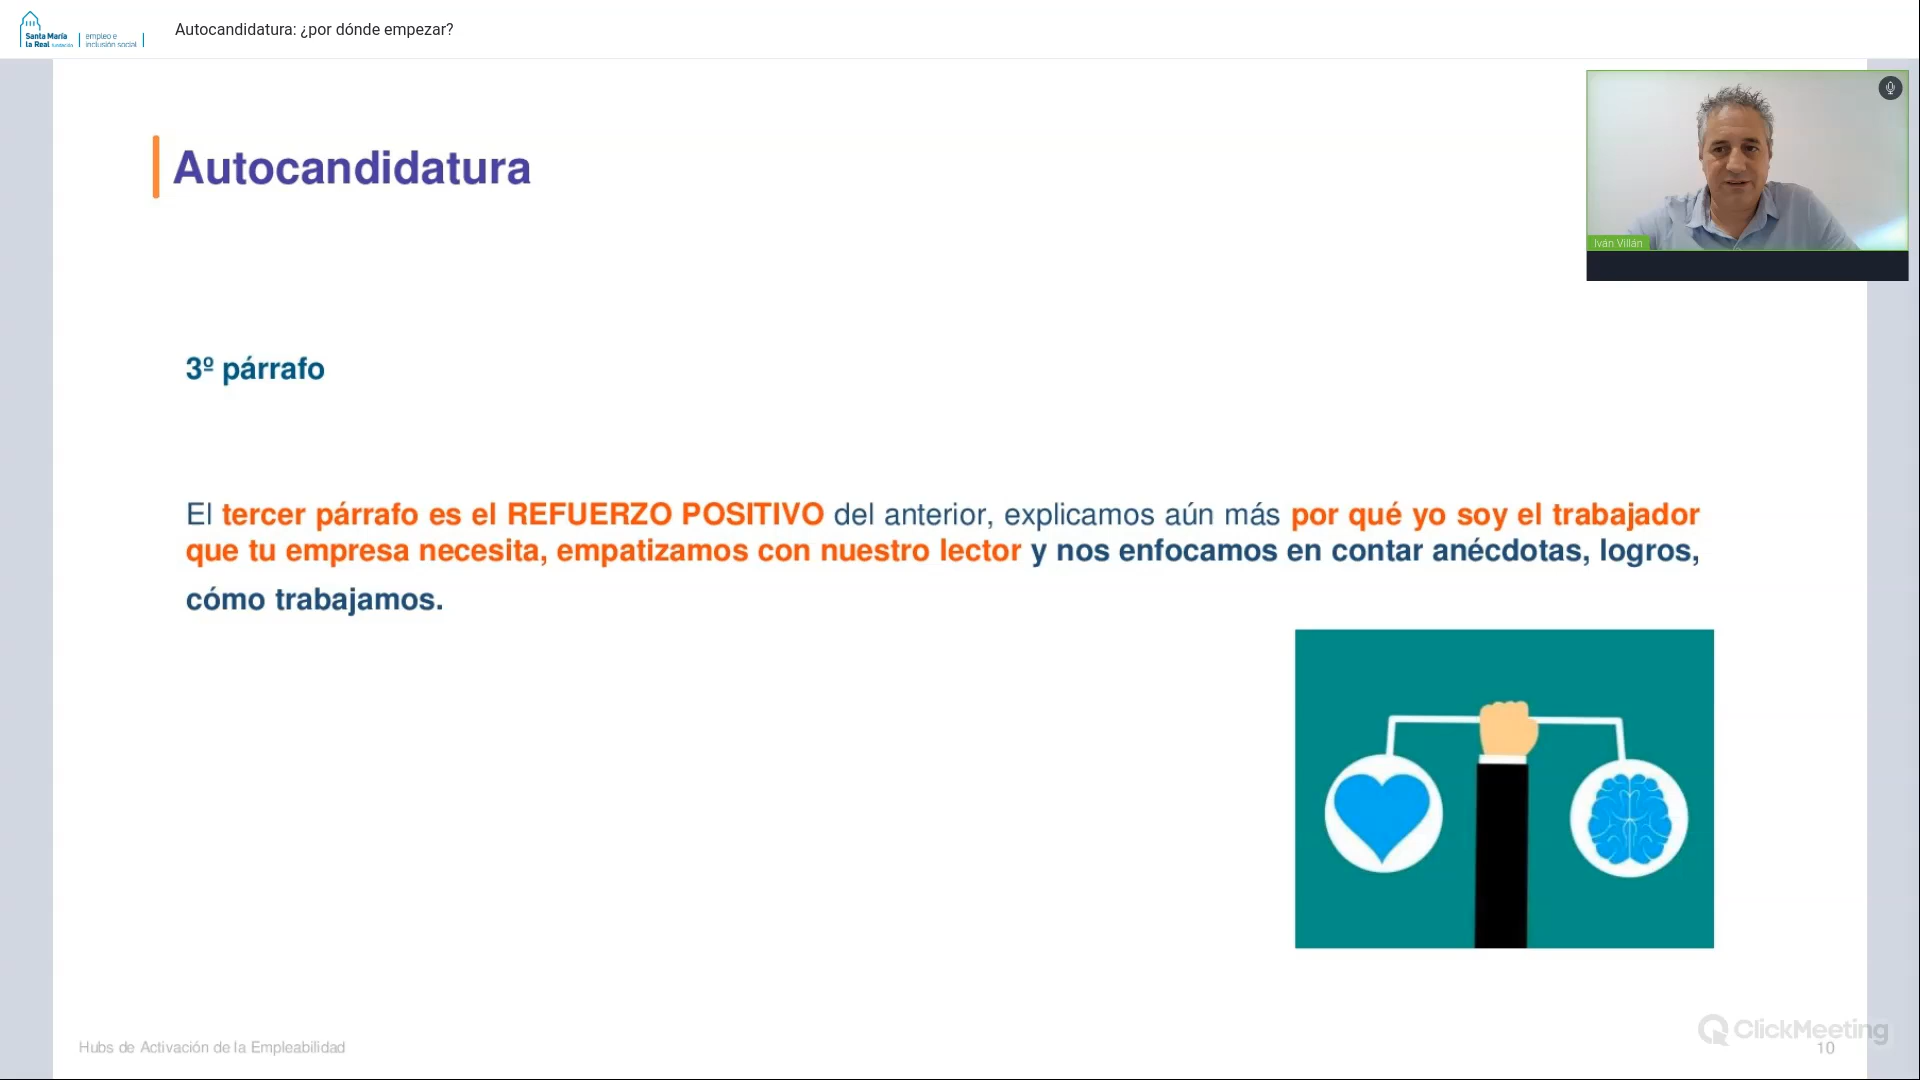 Santa María
la Real fundación
empleo e
inclusión social
Autocandidatura: ¿por dónde empezar?
Autocandidatura
Iván Villán
3º párrafo
El tercer párrafo es el REFUERZO POSITIVO del anterior, explicamos aún más por qué yo soy el trabajador
que tu empresa necesita, empatizamos con nuestro lector y nos enfocamos en contar anécdotas, logros,
cómo trabajamos.
ClickMeeting
Hubs de Activación de la Empleabilidad
10